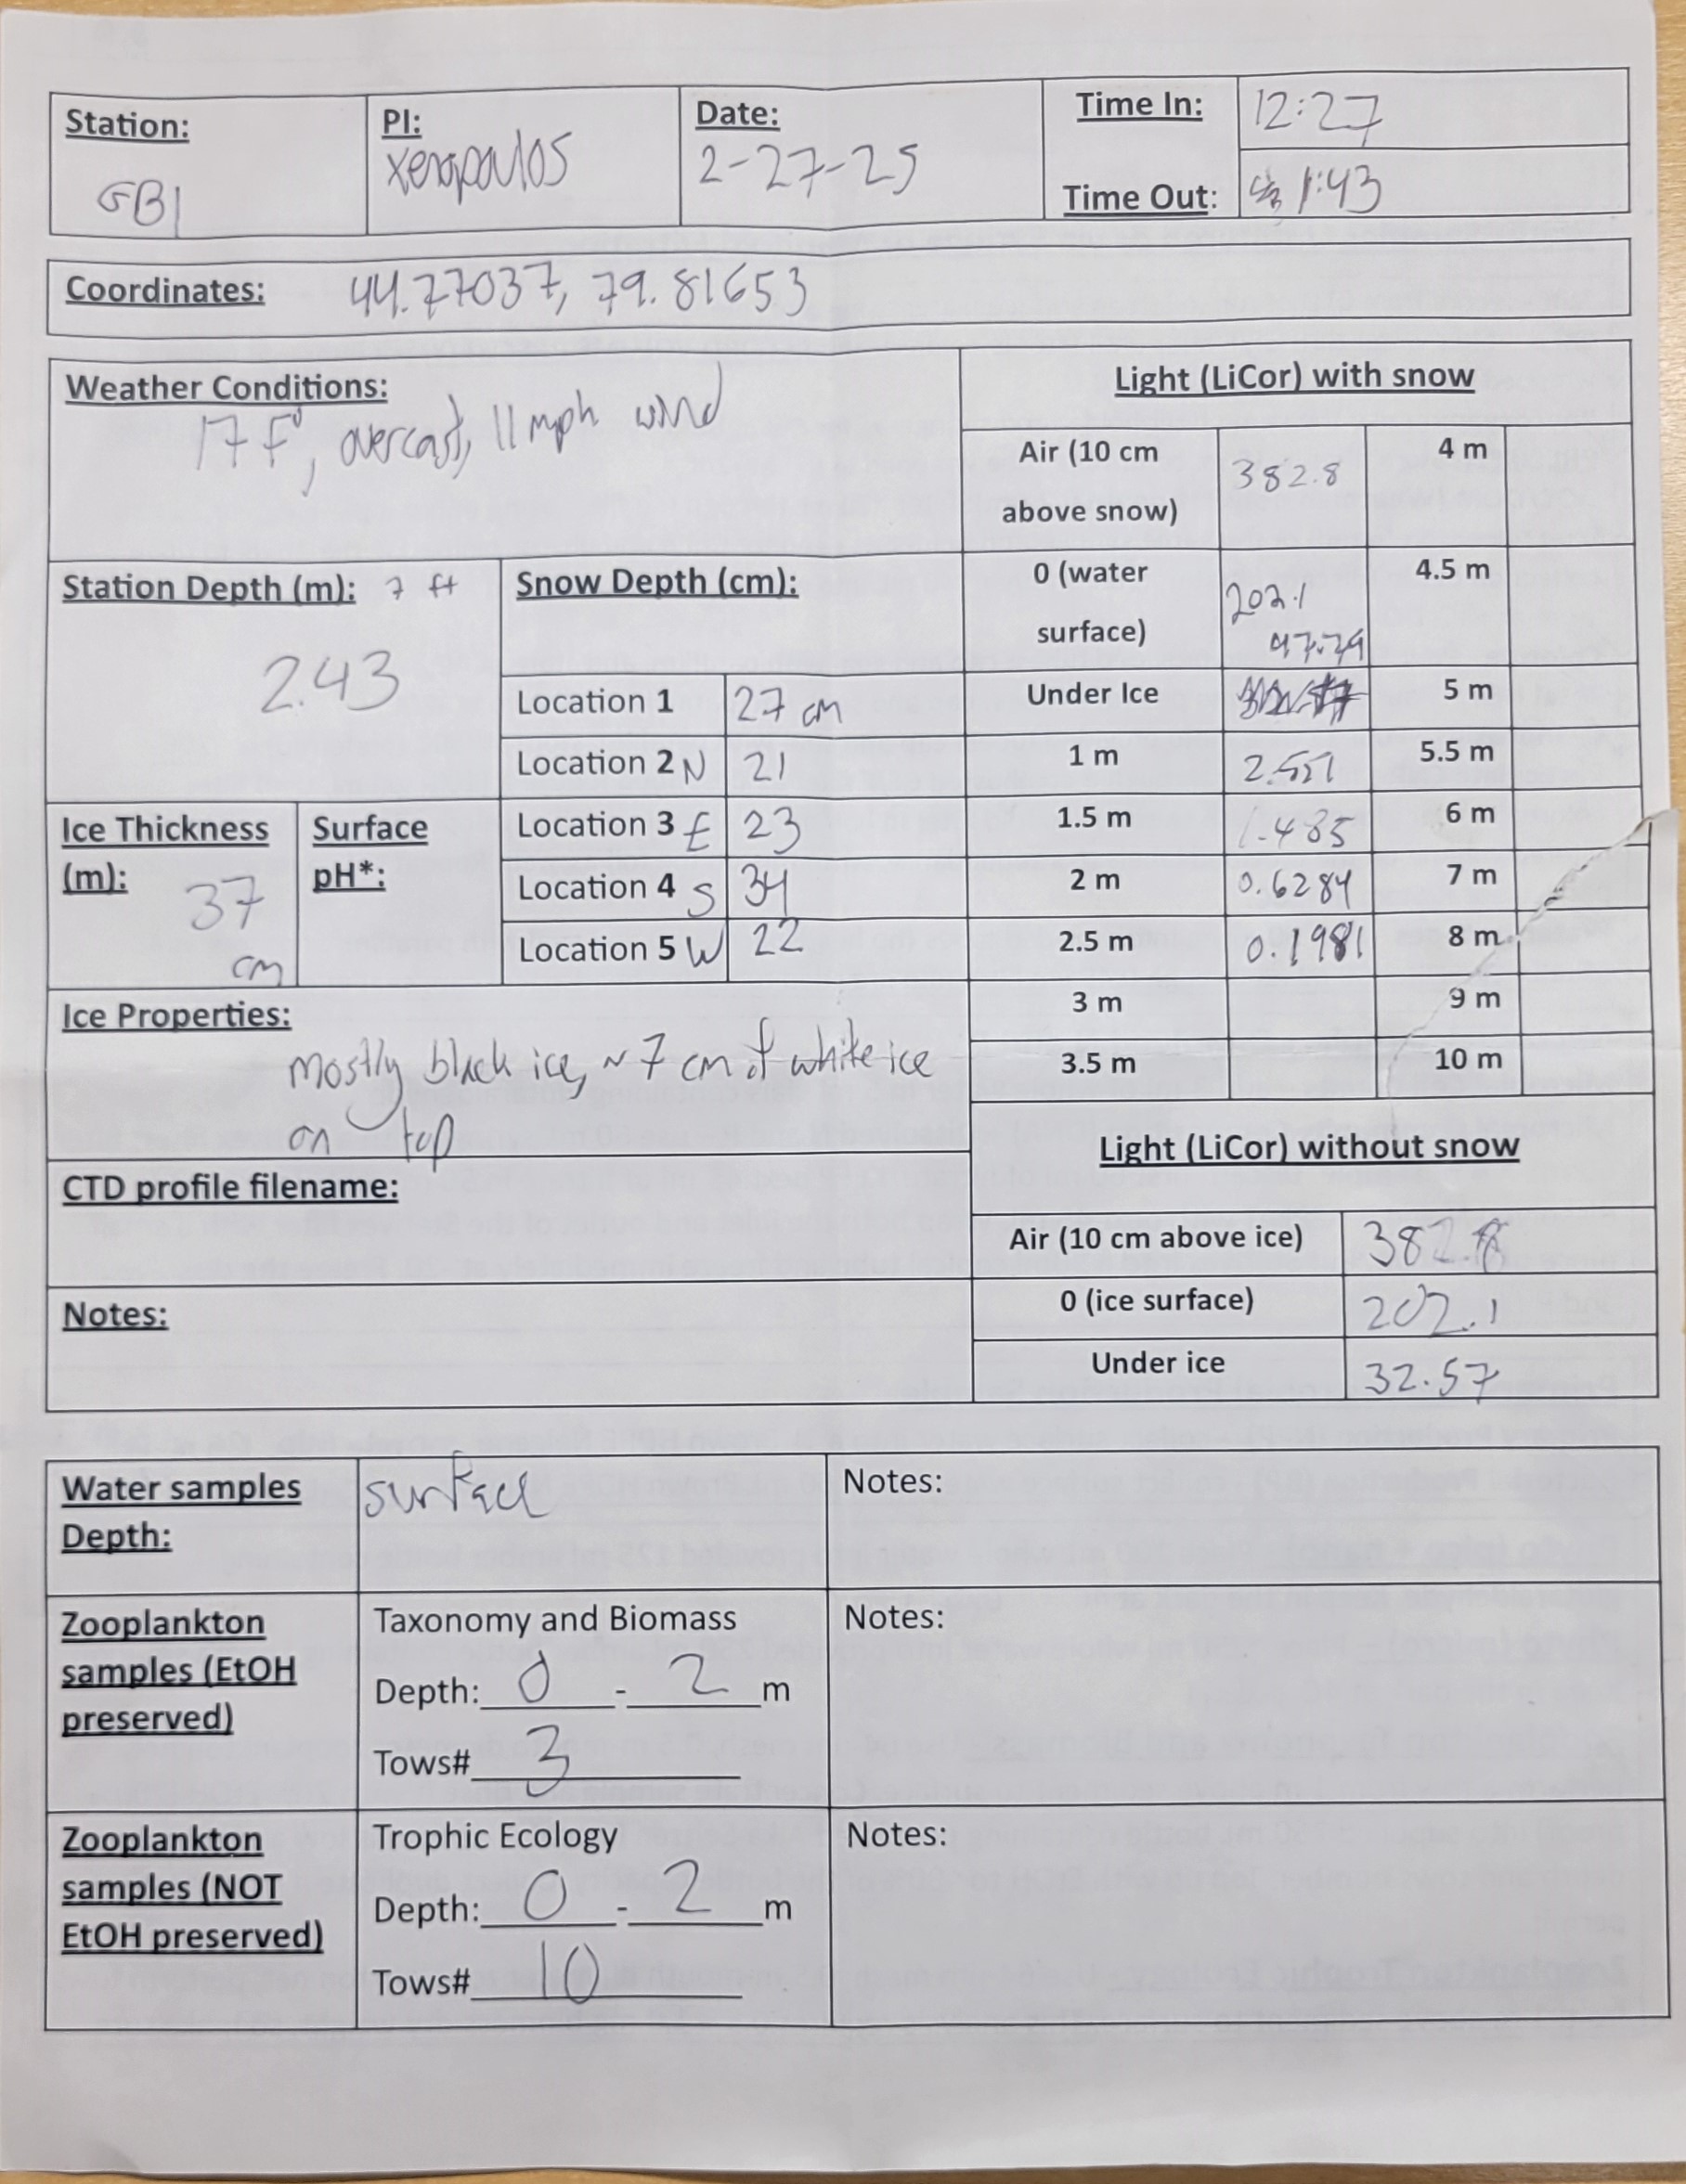 Station:
GB1
PI:
Xenopoulos
Date:
2-27-25
Time In:
12:27
Time Out:
1:43
Coordinates: 44.77037, 79.81653
Weather Conditions:
17 F°, overcast, 11 mph wind
Light (LiCor) with snow
Air (10 cm above snow) 382.8
4 m
0 (water surface) 202.1
47.79
4.5 m
Station Depth (m): 7 ft
2.43
Snow Depth (cm):
Location 1 27 cm
Location 2 N 21
Location 3 E 23
Location 4 S 34
Location 5 W 22
Under Ice
5 m
1 m 2.551
5.5 m
1.5 m 1.485
6 m
2 m 0.6284
7 m
2.5 m 0.1981
8 m
3 m
9 m
3.5 m
10 m
Ice Thickness (m):
37
cm
Surface pH*:
Ice Properties:
Mostly black ice, ~7 cm of white ice
on top
CTD profile filename:
Notes:
Light (LiCor) without snow
Air (10 cm above ice) 382.8
0 (ice surface) 202.1
Under ice 32.57
Water samples Depth:
surface
Notes:
Zooplankton samples (EtOH preserved)
Taxonomy and Biomass
Depth: 0 - 2 m
Tows# 3
Notes:
Zooplankton samples (NOT EtOH preserved)
Trophic Ecology
Depth: 0 - 2 m
Tows# 10
Notes: